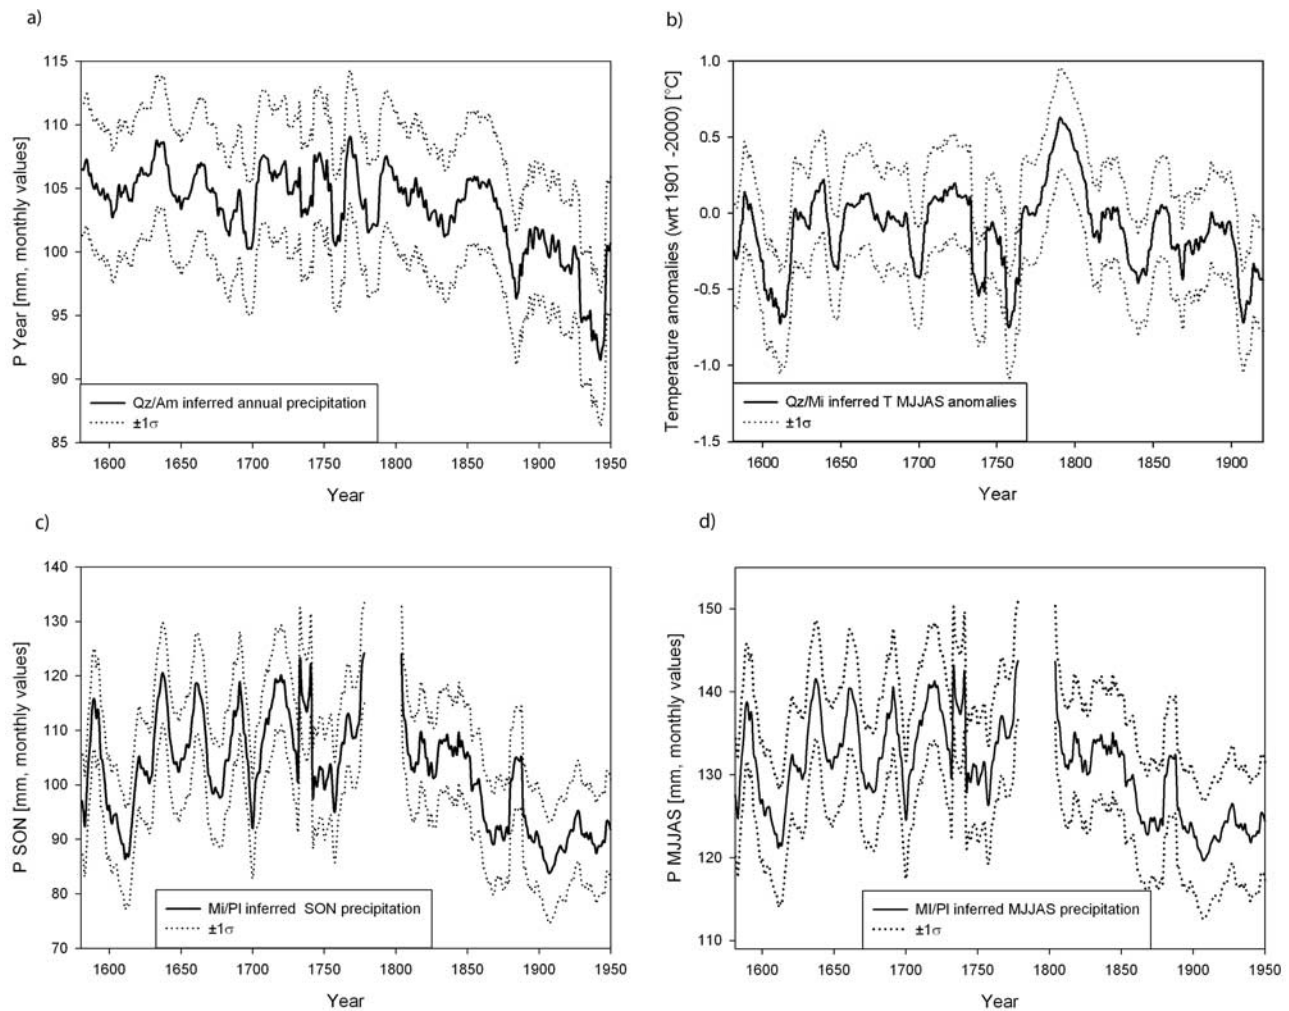 a)
P Year [mm, monthly values]
115
110
105
100
95
90
85
Qz/Am inferred annual precipitation
±1σ
1600 1650 1700 1750 1800 1850 1900 1950
Year
b)
Temperature anomalies (wrt 1901 -2000) [°C]
1.0
0.5
0.0
-0.5
-1.0
-1.5
Qz/Mi inferred T MJJAS anomalies
±1σ
1600 1650 1700 1750 1800 1850 1900
Year
c)
P SON [mm, monthly values]
140
130
120
110
100
90
80
70
Mi/Pl inferred SON precipitation
±1σ
1600 1650 1700 1750 1800 1850 1900 1950
Year
d)
P MJJAS [mm, monthly values]
150
140
130
120
110
MI/Pl inferred MJJAS precipitation
±1σ
1600 1650 1700 1750 1800 1850 1900 1950
Year